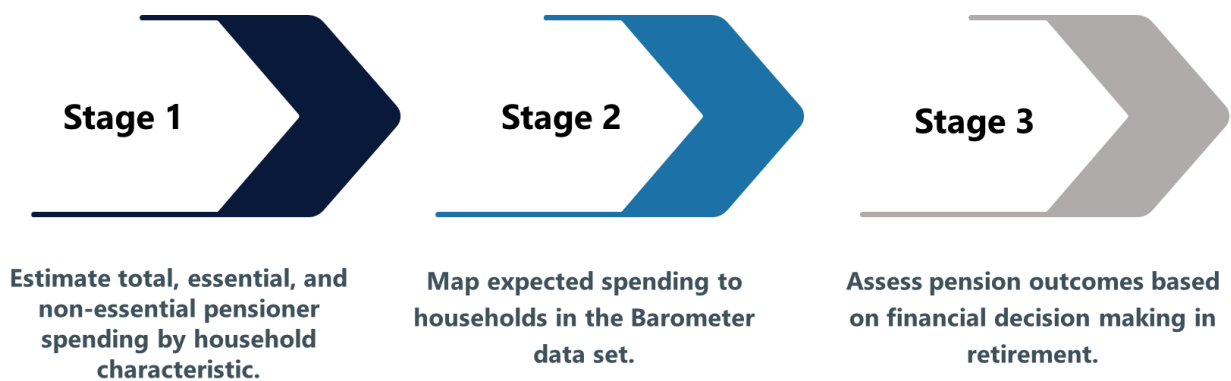 Stage 1
Stage 2
Stage 3
Estimate total, essential, and
non-essential pensioner
spending by household
characteristic.
Map expected spending to
households in the Barometer
data set.
Assess pension outcomes based
on financial decision making in
retirement.